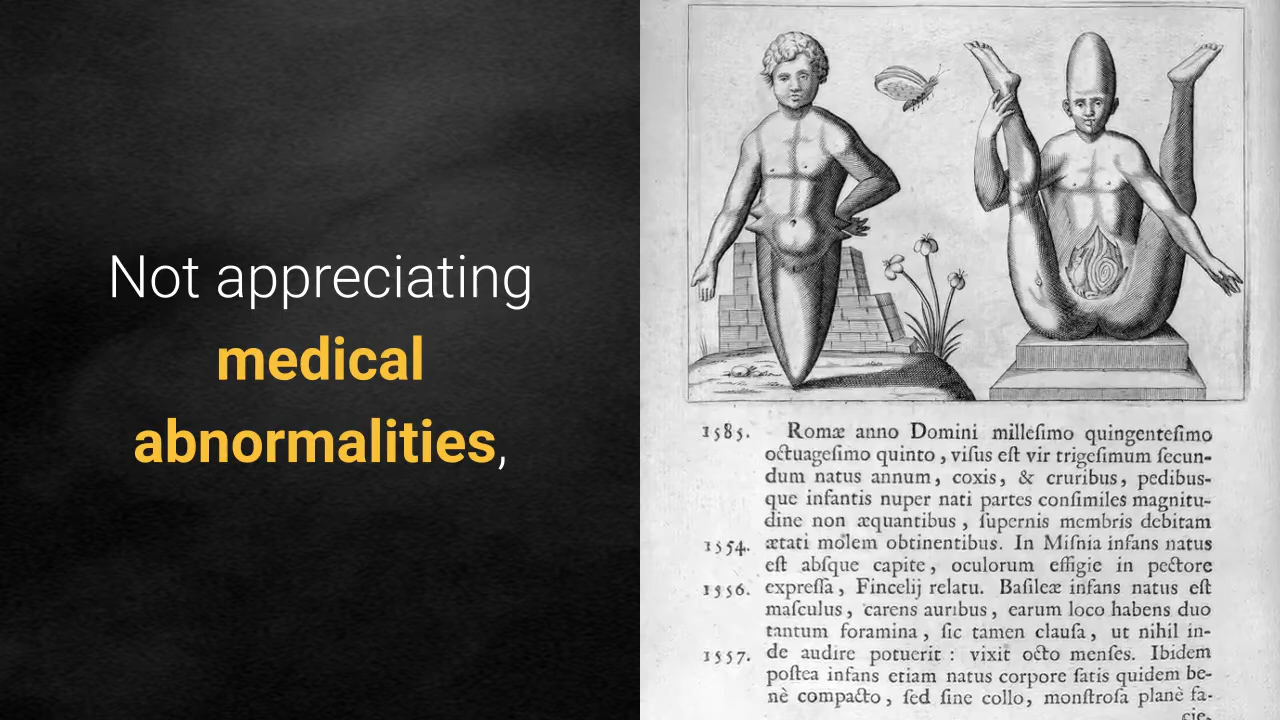 Not appreciating
medical
abnormalities,
1585. Romæ anno Domini millesimo quingentesimo
octuagesimo quinto, visus est vir trigesimum secun-
dum natus annum, coxis, & cruribus, pedibus-
que infantis nuper nati partes consimiles magnitu-
dine non æquantibus, supernis membris debitam
1554. ætati molem obtinentibus. In Misnia infans natus
est absque capite, oculorum effigie in pectore
1556. expressa, Fincelij relatu. Basileæ infans natus est
masculus, carens auribus, earum loco habens duo
tantum foramina, sic tamen clausa, ut nihil in-
1557. de audire potuerit: vixit octo menses. Ibidem
postea infans etiam natus corpore satis quidem be-
nè compacto, sed sine collo, monstrosa planè fa-
cie-